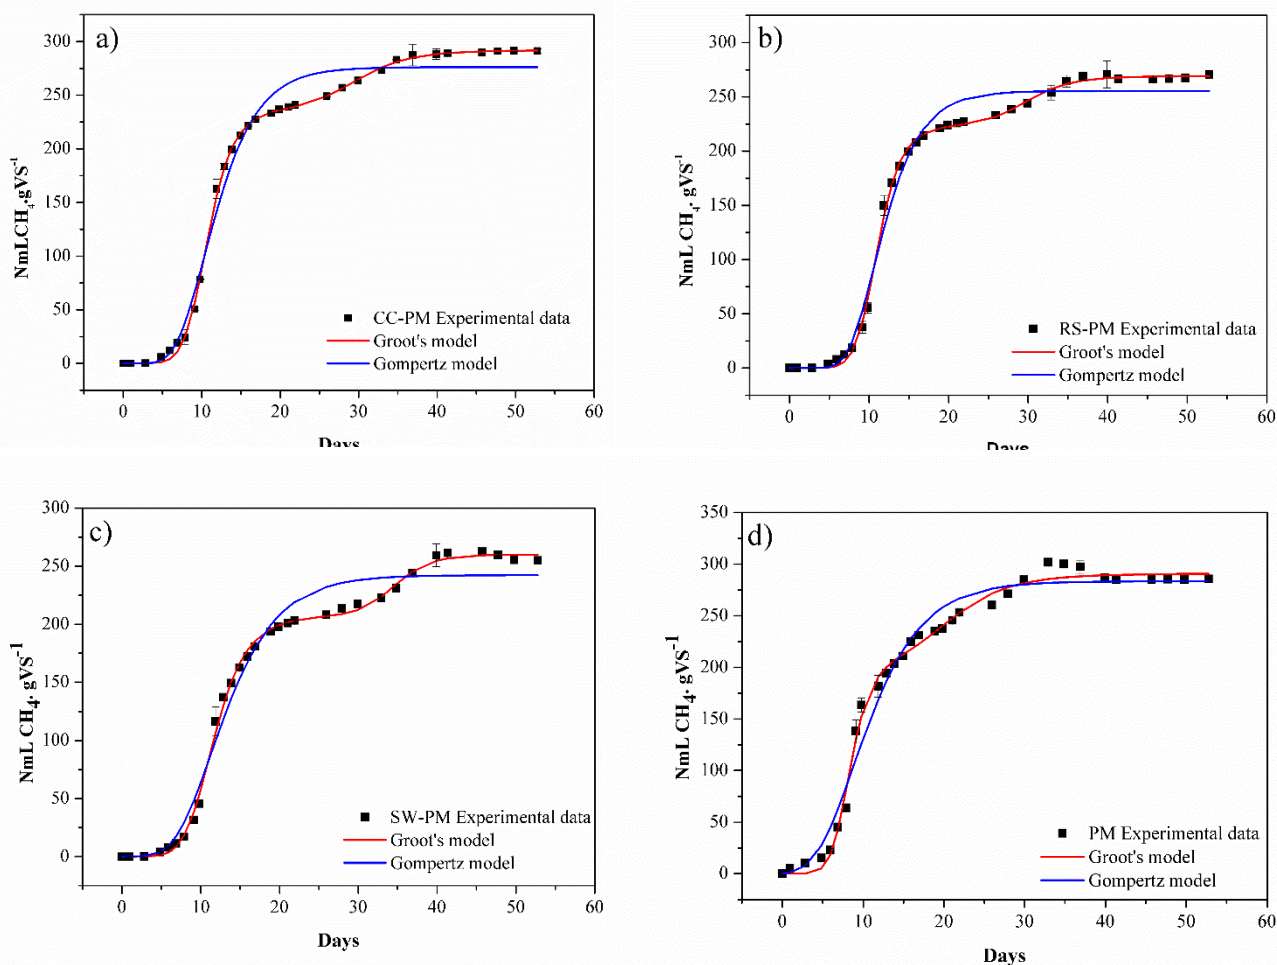 a)
NmLCH4.gVS-1
300
250
200
150
100
50
0
CC-PM Experimental data
Groot's model
Gompertz model
0 10 20 30 40 50 60
Days
b)
NmL CH4. gVS-1
300
250
200
150
100
50
0
RS-PM Experimental data
Groot's model
Gompertz model
0 10 20 30 40 50 60
Days
c)
NmL CH4. gVS-1
300
250
200
150
100
50
0
SW-PM Experimental data
Groot's model
Gompertz model
0 10 20 30 40 50 60
Days
d)
NmL CH4. gVS-1
350
300
250
200
150
100
50
0
PM Experimental data
Groot's model
Gompertz model
0 10 20 30 40 50 60
Days